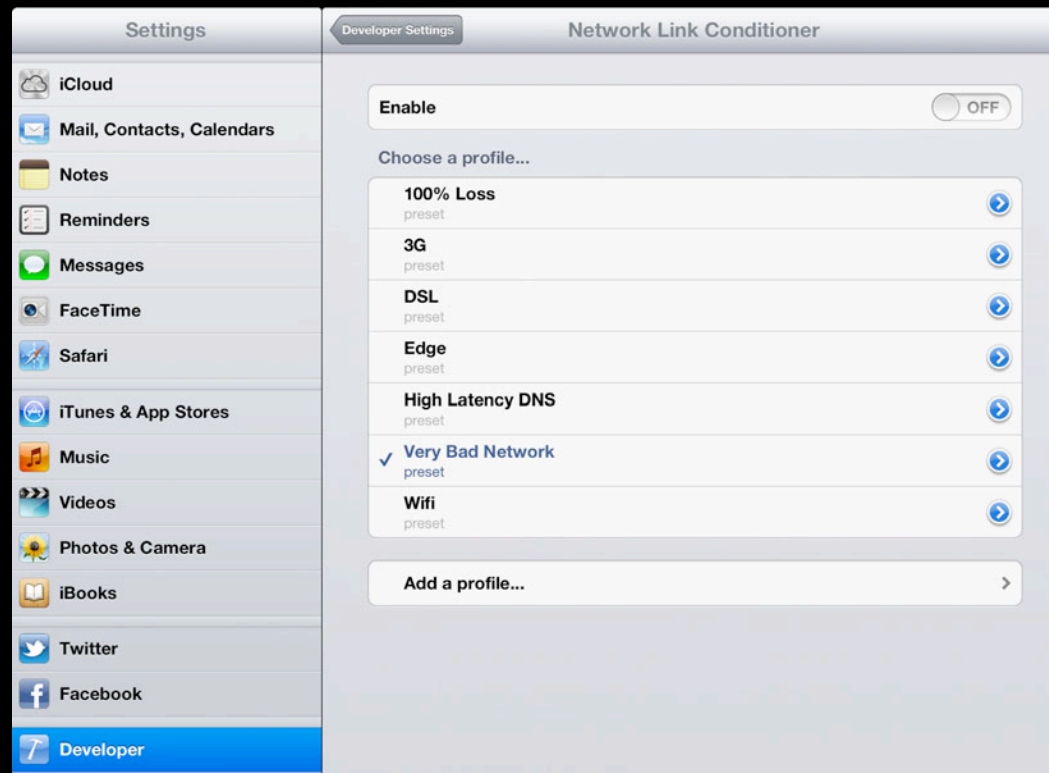 Settings
iCloud
Mail, Contacts, Calendars
Notes
Reminders
Messages
FaceTime
Safari
iTunes & App Stores
Music
Videos
Photos & Camera
iBooks
Twitter
Facebook
Developer
Developer Settings
Network Link Conditioner
Enable
OFF
Choose a profile...
100% Loss
preset
3G
preset
DSL
preset
Edge
preset
High Latency DNS
preset
Very Bad Network
preset
Wifi
preset
Add a profile...